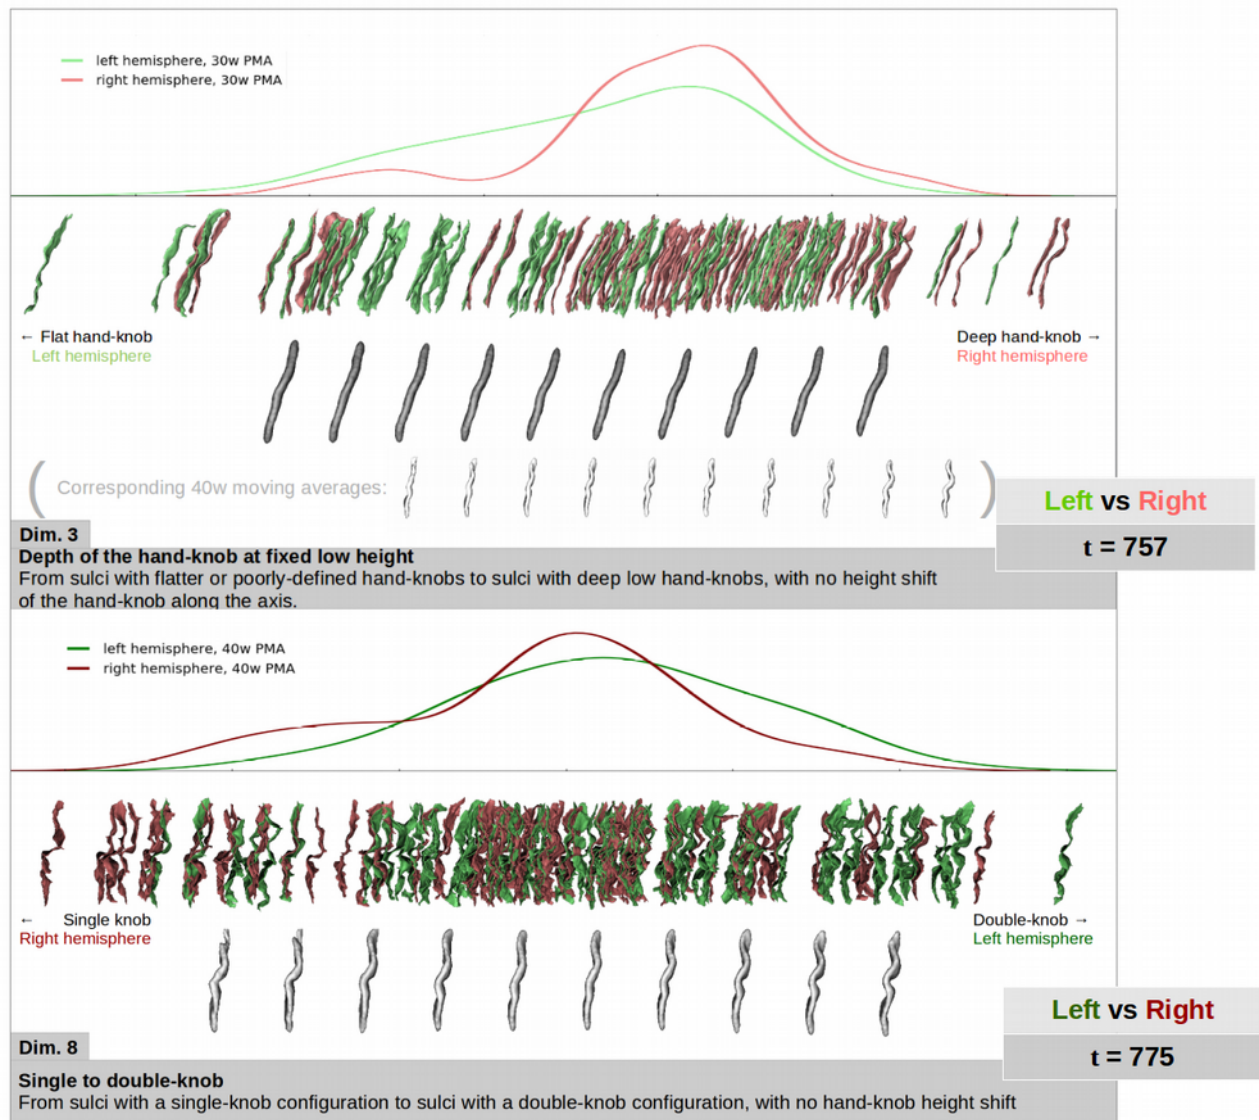 left hemisphere, 30w PMA
right hemisphere, 30w PMA
← Flat hand-knob
Left hemisphere
Deep hand-knob →
Right hemisphere
( Corresponding 40w moving averages: )
Left vs Right
t = 757
Dim. 3
Depth of the hand-knob at fixed low height
From sulci with flatter or poorly-defined hand-knobs to sulci with deep low hand-knobs, with no height shift
of the hand-knob along the axis.
left hemisphere, 40w PMA
right hemisphere, 40w PMA
← Single knob
Right hemisphere
Double-knob →
Left hemisphere
Left vs Right
t = 775
Dim. 8
Single to double-knob
From sulci with a single-knob configuration to sulci with a double-knob configuration, with no hand-knob height shift